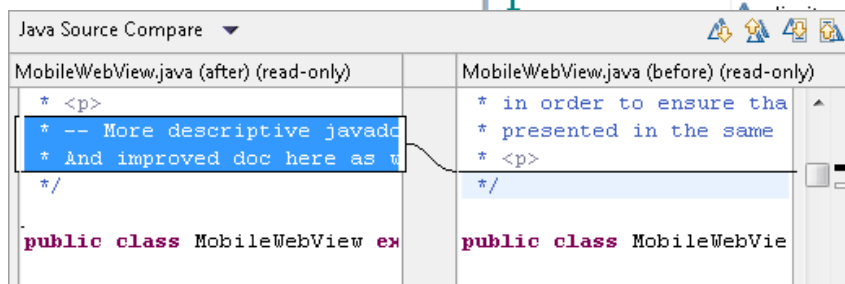 Java Source Compare
MobileWebView.java (after) (read-only)
MobileWebView.java (before) (read-only)
* <p>
* -- More descriptive javado
* And improved doc here as
*/
public class MobileWebView ex
* in order to ensure tha
* presented in the same
* <p>
*/
public class MobileWebVie